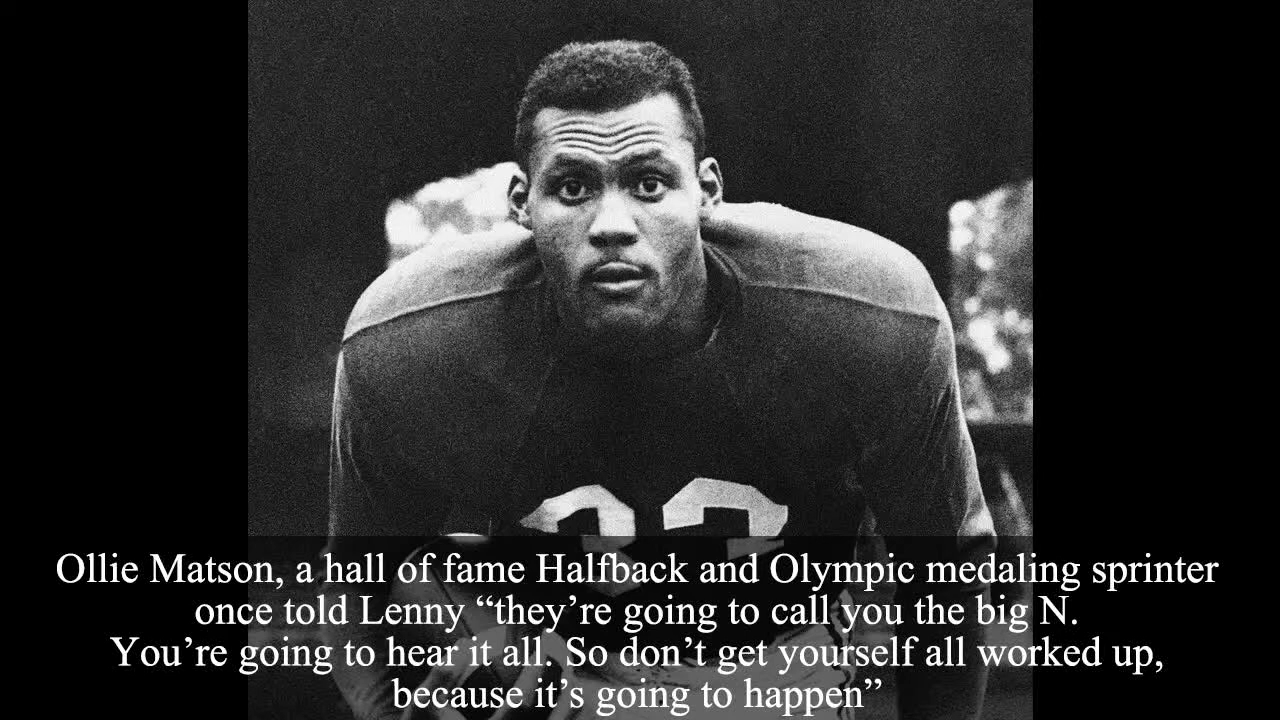 33
Ollie Matson, a hall of fame Halfback and Olympic medaling sprinter
once told Lenny “they’re going to call you the big N.
You’re going to hear it all. So don’t get yourself all worked up,
because it’s going to happen”